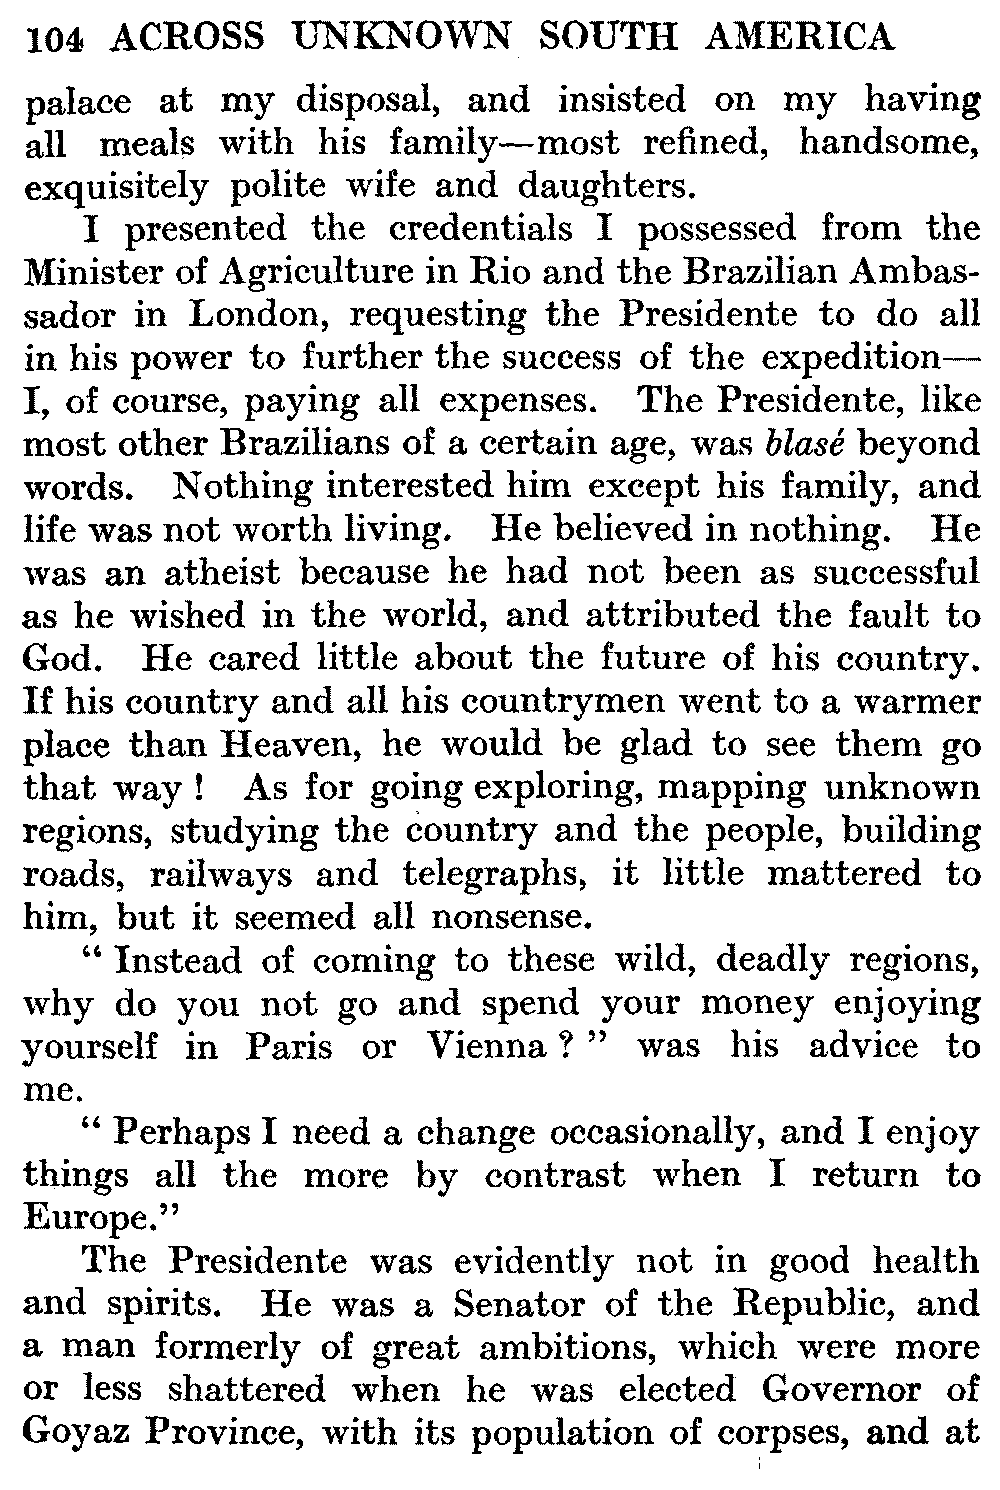 104 ACROSS UNKNOWN SOUTH AMERICA
palace at my disposal, and insisted on my having
all meals with his family—most refined, handsome,
exquisitely polite wife and daughters.
I presented the credentials I possessed from the
Minister of Agriculture in Rio and the Brazilian Ambas-
sador in London, requesting the Presidente to do all
in his power to further the success of the expedition—
I, of course, paying all expenses. The Presidente, like
most other Brazilians of a certain age, was blasé beyond
words. Nothing interested him except his family, and
life was not worth living. He believed in nothing. He
was an atheist because he had not been as successful
as he wished in the world, and attributed the fault to
God. He cared little about the future of his country.
If his country and all his countrymen went to a warmer
place than Heaven, he would be glad to see them go
that way! As for going exploring, mapping unknown
regions, studying the country and the people, building
roads, railways and telegraphs, it little mattered to
him, but it seemed all nonsense.
“ Instead of coming to these wild, deadly regions,
why do you not go and spend your money enjoying
yourself in Paris or Vienna ? ” was his advice to
me.
“ Perhaps I need a change occasionally, and I enjoy
things all the more by contrast when I return to
Europe.”
The Presidente was evidently not in good health
and spirits. He was a Senator of the Republic, and
a man formerly of great ambitions, which were more
or less shattered when he was elected Governor of
Goyaz Province, with its population of corpses, and at